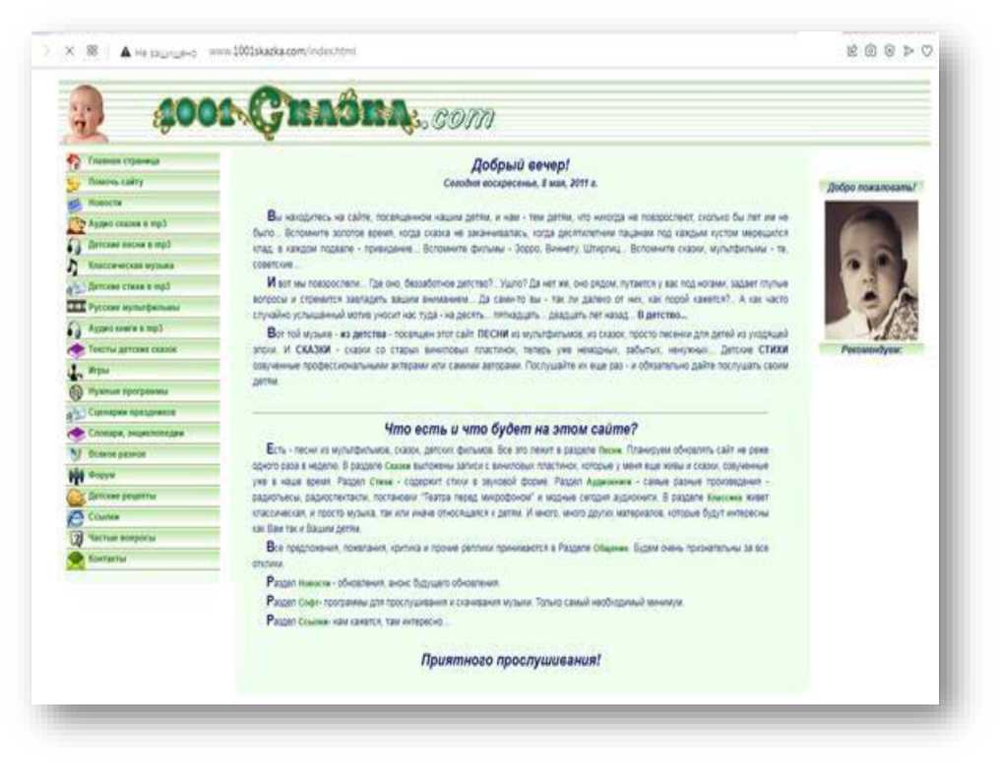 Не защищено www.1001skazka.com/index.html
1001 Сказка.com
Главная страница
Помочь сайту
Новости
Аудио сказки в mp3
Детские песни в mp3
Классическая музыка
Детские стихи в mp3
Русские мультфильмы
Аудио книги в mp3
Тексты детских сказок
Игры
Нужные программы
Сценарии праздников
Словари, энциклопедии
Всякое разное
Форум
Детские рецепты
Ссылки
Частые вопросы
Контакты
Добрый вечер!
Сегодня воскресенье, 8 мая, 2011 г.
Вы находитесь на сайте, посвященном нашим детям, и нам - тем детям, что никогда не повзрослеют, сколько бы лет им не
было... Вспомните золотое время, когда сказка не заканчивалась, когда десятилетним пацанам под каждым кустом мерещился
клад, в каждом подвале - привидение... Вспомните фильмы - Зорро, Виннету, Штирлиц... Вспомните сказки, мультфильмы - те,
советские...
И вот мы повзрослели... Где оно, беззаботное детство?.. Ушло? Да нет же, оно рядом, путается у вас под ногами, задает глупые
вопросы и стремится завладеть вашим вниманием... Да сами-то вы - так ли далеко от них, как порой кажется?.. А как часто
случайно услышанный мотив уносит нас туда - на десять... пятнадцать... двадцать лет назад... В детство...
Вот той музыке - из детства - посвящен этот сайт. ПЕСНИ из мультфильмов, из сказок, просто песенки для детей из уходящей
эпохи. И СКАЗКИ - сказки со старых виниловых пластинок, теперь уже немодных, забытых, ненужных... Детские СТИХИ
озвученные профессиональными актерами или самими авторами. Послушайте их еще раз - и обязательно дайте послушать своим
детям.
Что есть и что будет на этом сайте?
Есть - песни из мультфильмов, сказок, детских фильмов. Все это лежит в разделе Песни. Планируем обновлять сайт не реже
одного раза в неделю. В разделе Сказки выложены записи с виниловых пластинок, которые у меня еще живы и сказки, озвученные
уже в наше время. Раздел Стихи - содержит стихи в звуковой форме. Раздел Аудиокниги - самые разные произведения -
радиопьесы, радиоспектакли, постановки "Театра перед микрофоном" и модные сегодня аудиокниги. В разделе Классика живет
классическая, и просто музыка, так или иначе относящаяся к детям. И много, много других материалов, которые будут интересны
как Вам так и Вашим детям.
Все предложения, пожелания, критика и прочие реплики принимаются в Разделе Общение. Будем очень признательны за все
отклики.
Раздел Новости - обновления, анонс будущего обновления.
Раздел Софт- программы для прослушивания и скачивания музыки. Только самый необходимый минимум.
Раздел Ссылки- нам кажется, там интересно...
Приятного прослушивания!
Добро пожаловать!
Рекомендуем: